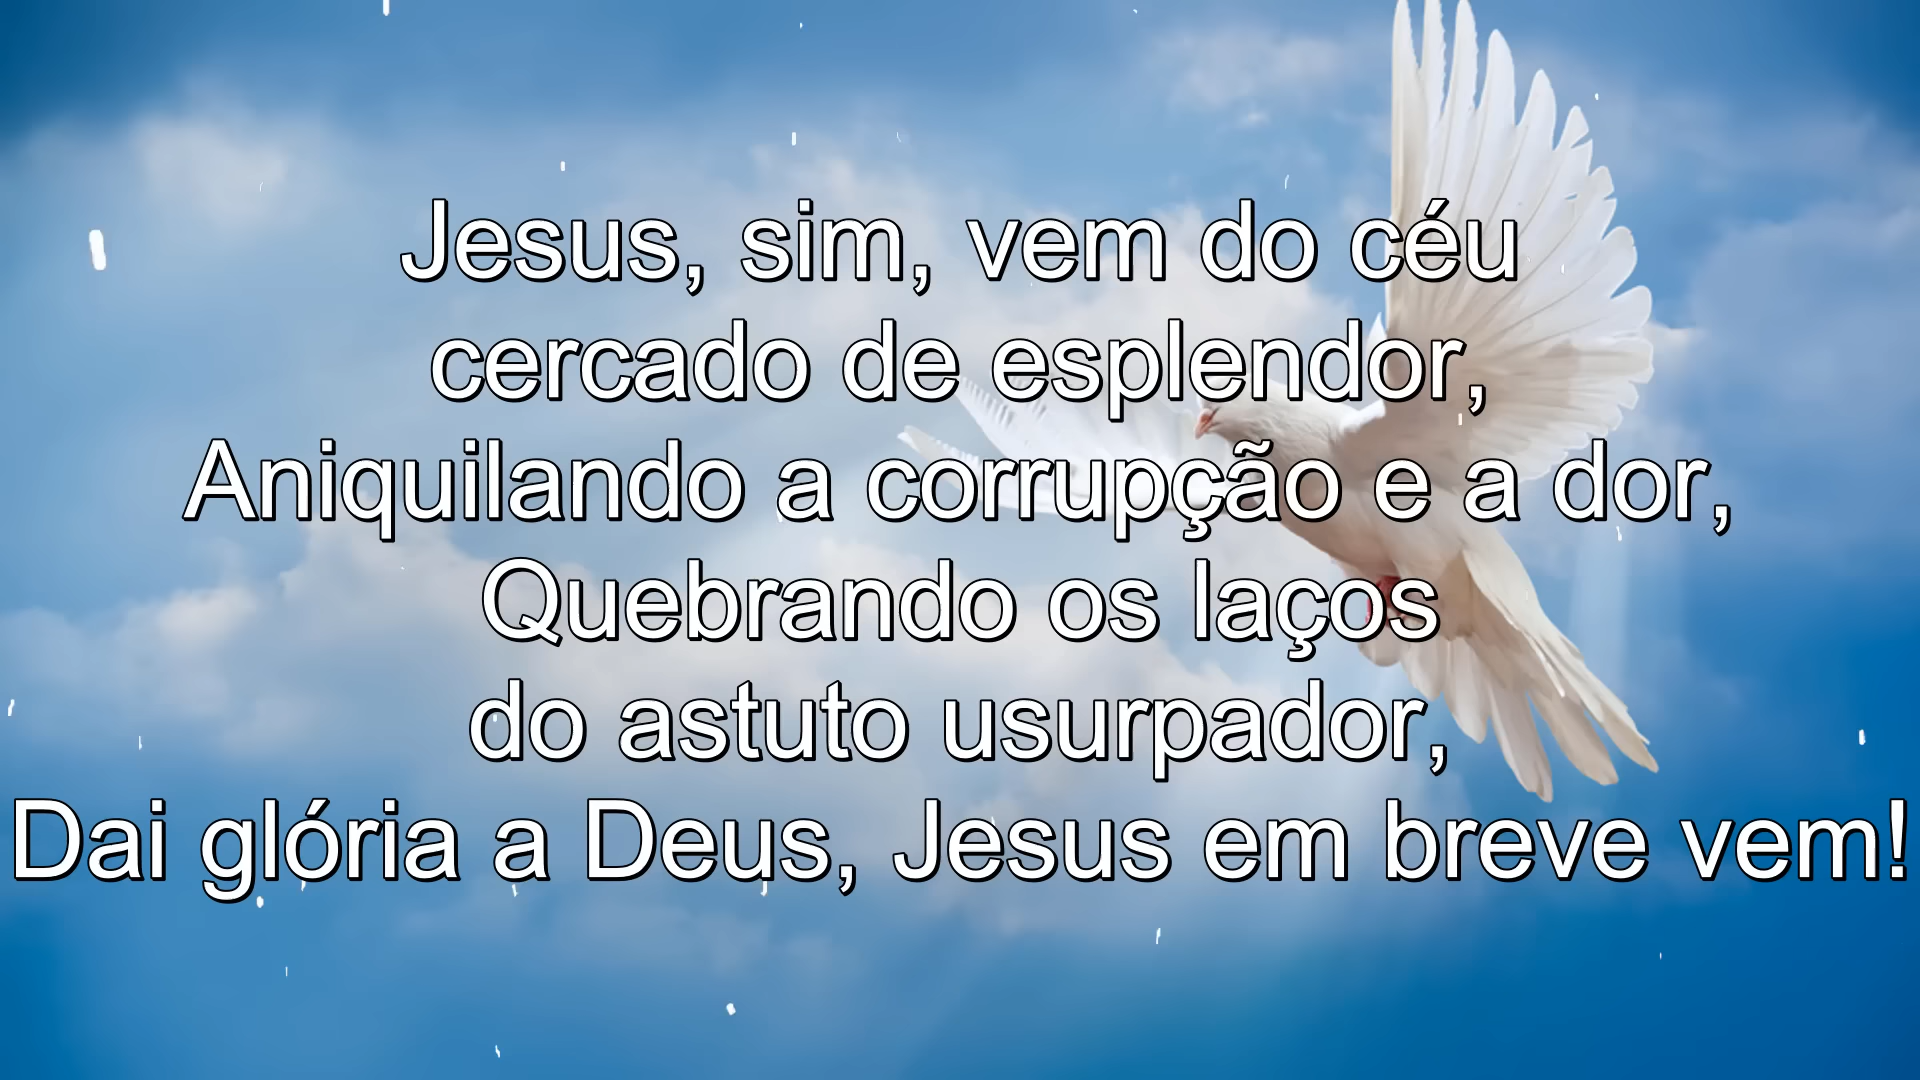 Jesus, sim, vem do céu
cercado de esplendor,
Aniquilando a corrupção e a dor,
Quebrando os laços
do astuto usurpador,
Dai glória a Deus, Jesus em breve vem!